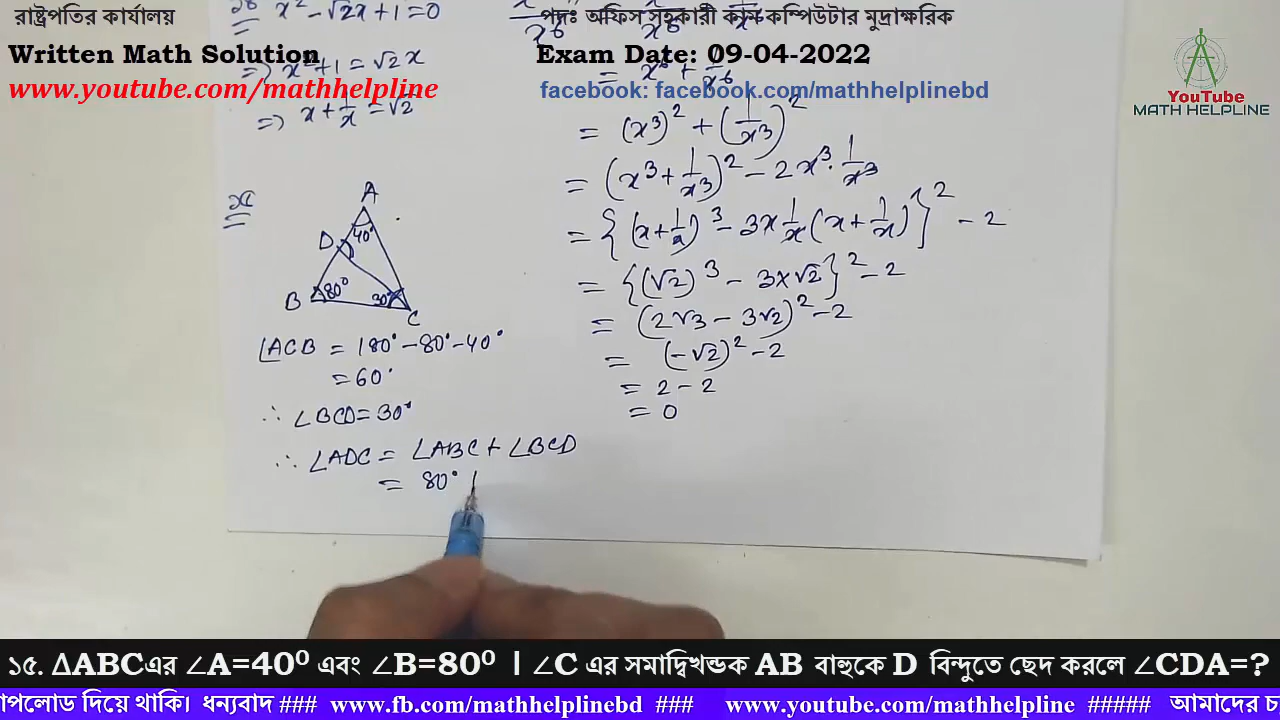 রাষ্ট্রপতির কার্যালয়
পদঃ অফিস সহকারী কাম কম্পিউটার মুদ্রাক্ষরিক
Written Math Solution
Exam Date: 09-04-2022
www.youtube.com/mathhelpline
facebook: facebook.com/mathhelplinebd
YouTube
MATH HELPLINE
x² - √2x + 1 = 0
=> x² + 1 = √2 x
=> x + 1/x = √2
= x⁶ + 1/x⁶
= (x³)² + (1/x³)²
= (x³ + 1/x³)² - 2x³. 1/x³
= {(x + 1/x)³ - 3x 1/x (x + 1/x)}² - 2
= {(√2)³ - 3×√2}² - 2
= (2√3 - 3√2)² - 2
= (-√2)² - 2
= 2 - 2
= 0
A
40°
D
B
80°
30°
C
∠ACB = 180° - 80° - 40°
= 60°
∴ ∠BCD = 30°
∴ ∠ADC = ∠ABC + ∠BCD
= 80°
১৫. ΔABCএর ∠A=40⁰ এবং ∠B=80⁰ । ∠C এর সমাদ্বিখন্ডক AB বাহুকে D বিন্দুতে ছেদ করলে ∠CDA=?
পলোড দিয়ে থাকি। ধন্যবাদ ### www.fb.com/mathhelplinebd ### www.youtube.com/mathhelpline ##### আমাদের চ